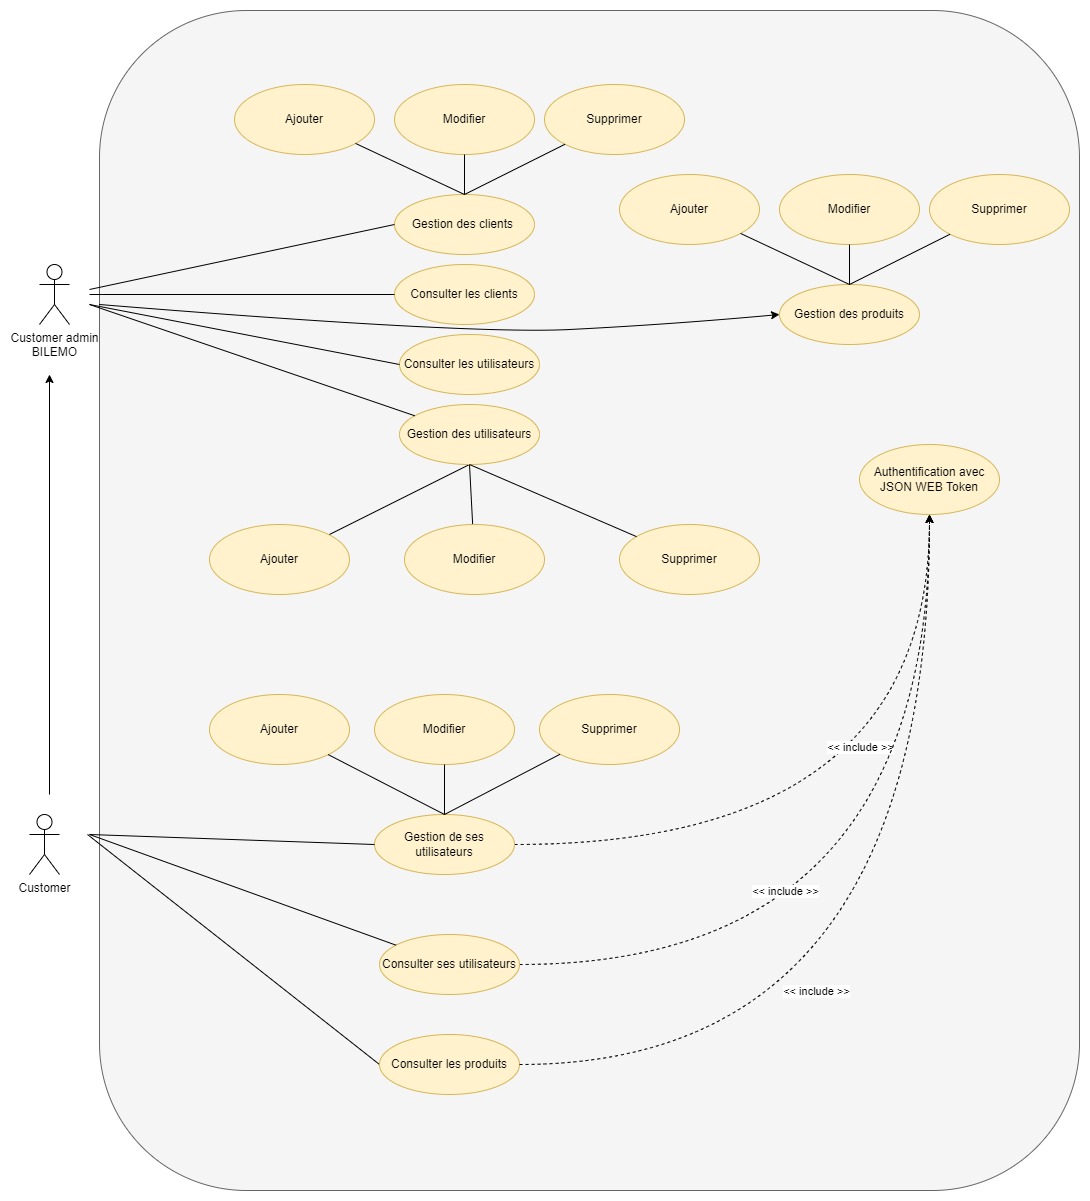 Ajouter
Modifier
Supprimer
Ajouter
Modifier
Supprimer
Gestion des clients
Consulter les clients
Gestion des produits
Customer admin
BILEMO
Consulter les utilisateurs
Gestion des utilisateurs
Authentification avec
JSON WEB Token
Ajouter
Modifier
Supprimer
Ajouter
Modifier
Supprimer
<< include >>
Gestion de ses
utilisateurs
Customer
<< include >>
Consulter ses utilisateurs
<< include >>
Consulter les produits